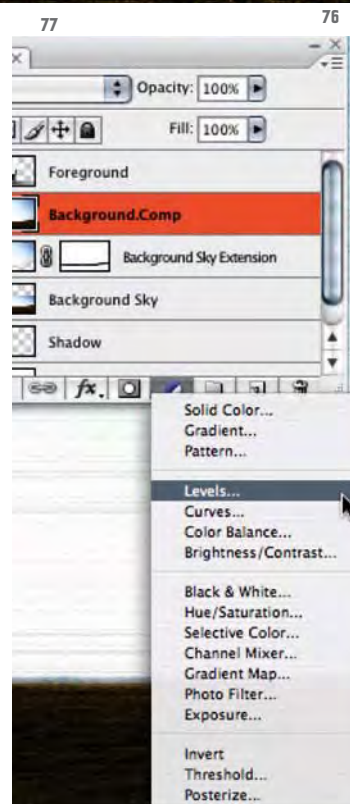 77 76
Opacity: 100%
Fill: 100%
Foreground
Background.Comp
Background Sky Extension
Background Sky
Shadow
fx.
Solid Color...
Gradient...
Pattern...
Levels...
Curves...
Color Balance...
Brightness/Contrast...
Black & White...
Hue/Saturation...
Selective Color...
Channel Mixer...
Gradient Map...
Photo Filter...
Exposure...
Invert
Threshold...
Posterize...